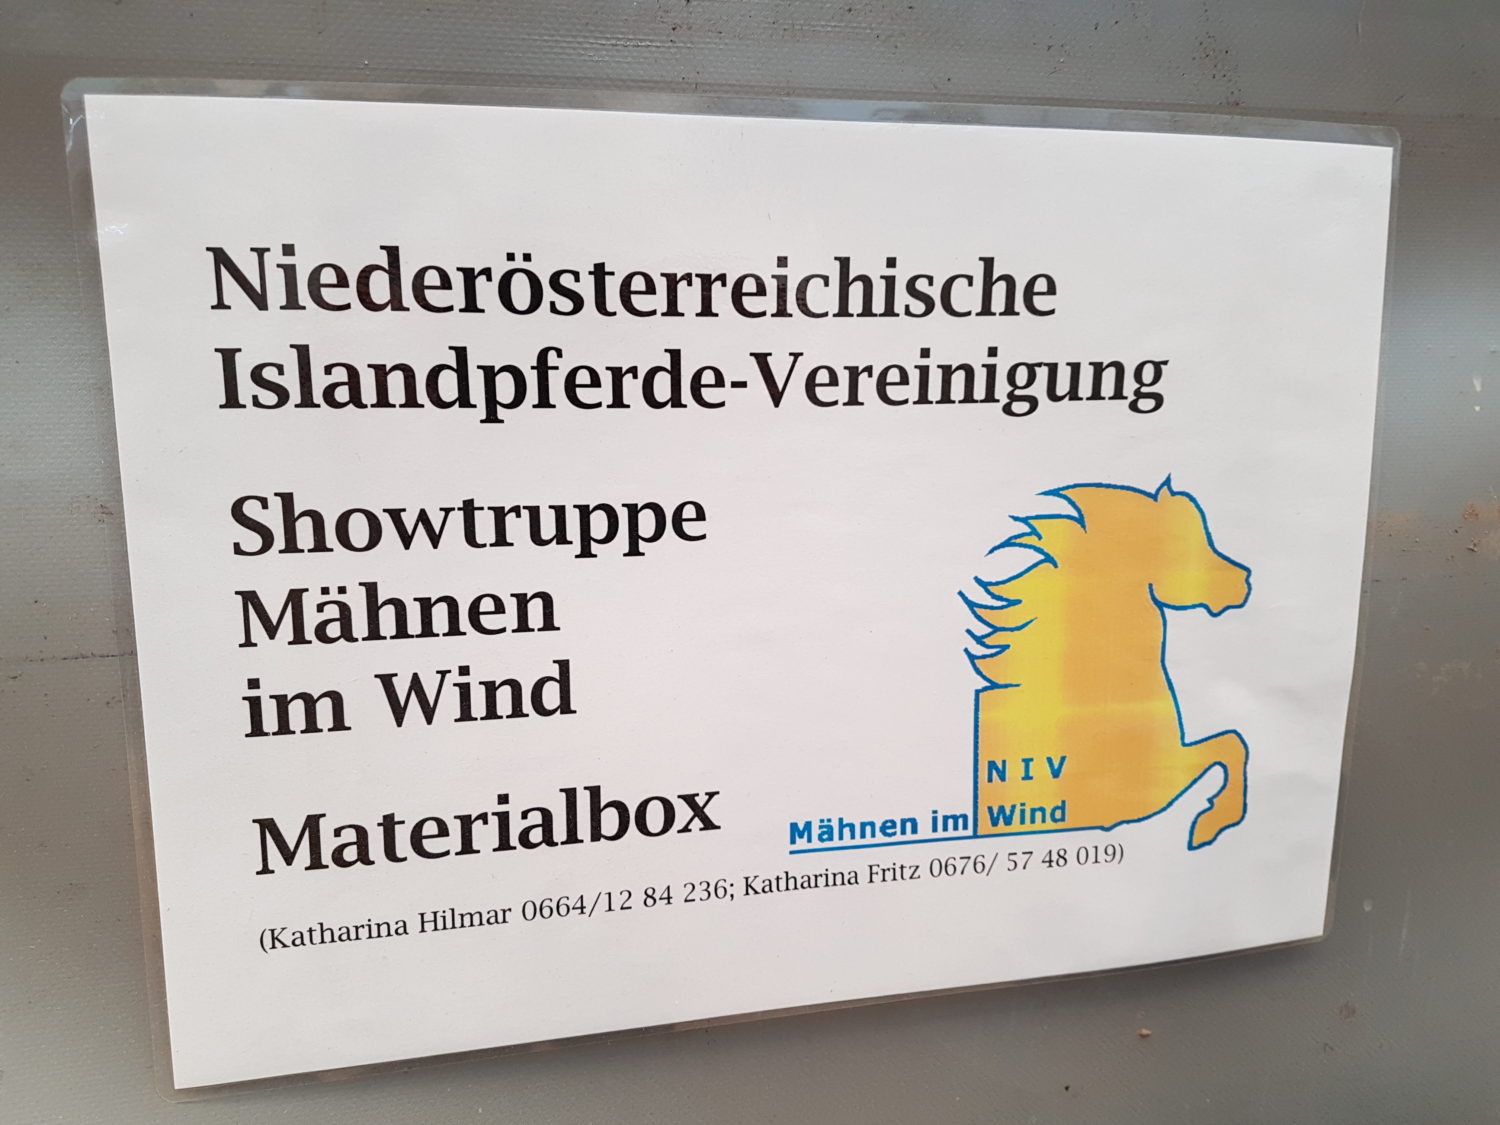 Niederösterreichische
Islandpferde-Vereinigung
Showtruppe
Mähnen
im Wind
Materialbox
N I V
Mähnen im Wind
(Katharina Hilmar 0664/12 84 236; Katharina Fritz 0676/ 57 48 019)